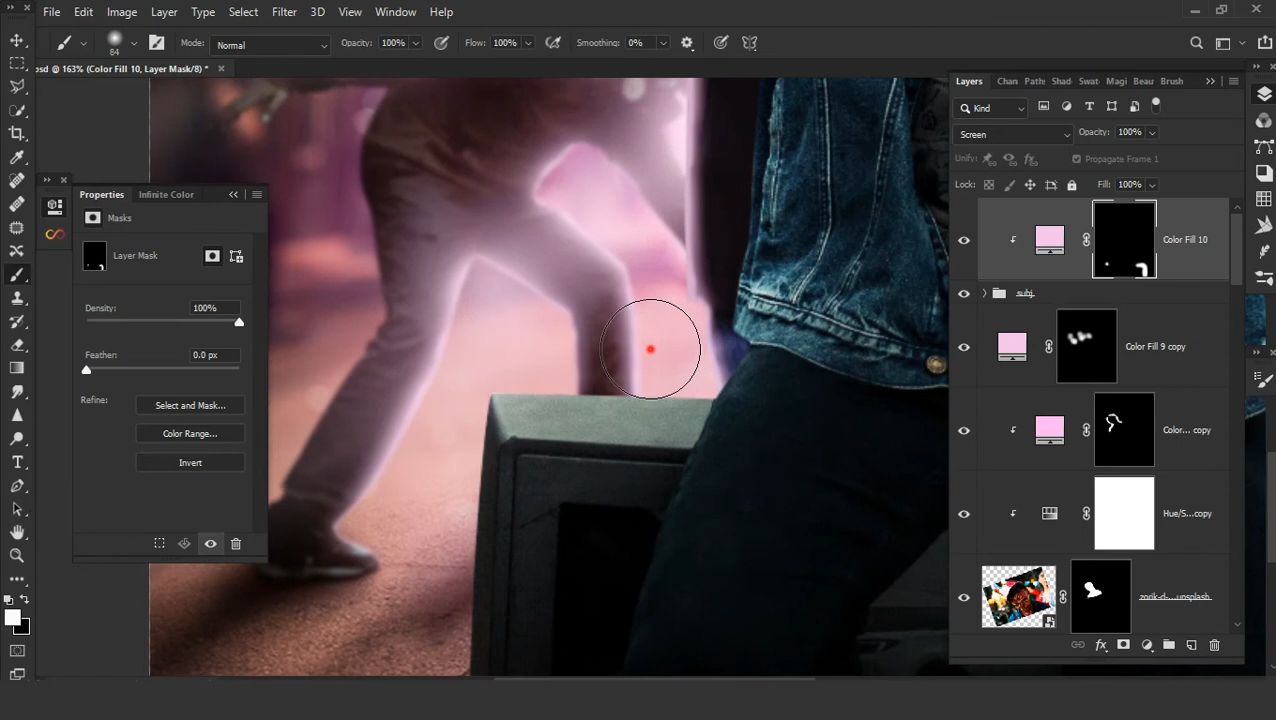 File Edit Image Layer Type Select Filter 3D View Window Help
84 Mode: Normal Opacity: 100% Flow: 100% Smoothing: 0%
psd @ 163% (Color Fill 10, Layer Mask/8) *
Layers Chan Path Shad Swat Magi Beau Brush
Kind
Screen Opacity: 100%
Unify: Propagate Frame 1
Lock: Fill: 100%
Color Fill 10
subj
Color Fill 9 copy
Color... copy
Hue/S...copy
zorik-d-...unsplash
Properties Infinite Color
Masks
Layer Mask
Density: 100%
Feather: 0.0 px
Refine: Select and Mask...
Color Range...
Invert